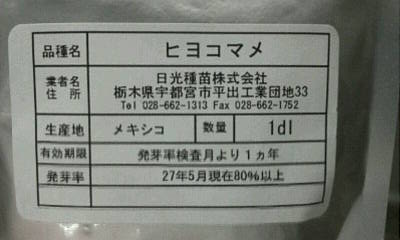 品種名 ヒヨコマメ
業者名 日光種苗株式会社
住所 栃木県宇都宮市平出工業団地33
Tel 028-662-1313 Fax 028-662-1752
生産地 メキシコ 数量 1dl
有効期限 発芽率検査月より1ヵ年
発芽率 27年5月現在80%以上